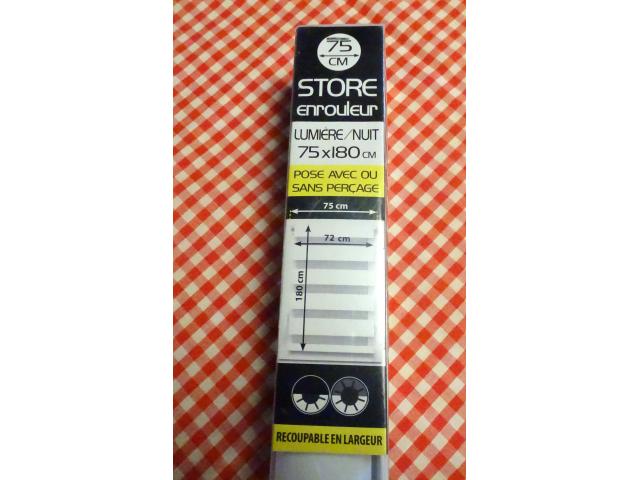 75
CM
STORE
enrouleur
LUMIÈRE/NUIT
75x180 CM
POSE AVEC OU
SANS PERÇAGE
75 cm
72 cm
180 cm
RECOUPABLE EN LARGEUR